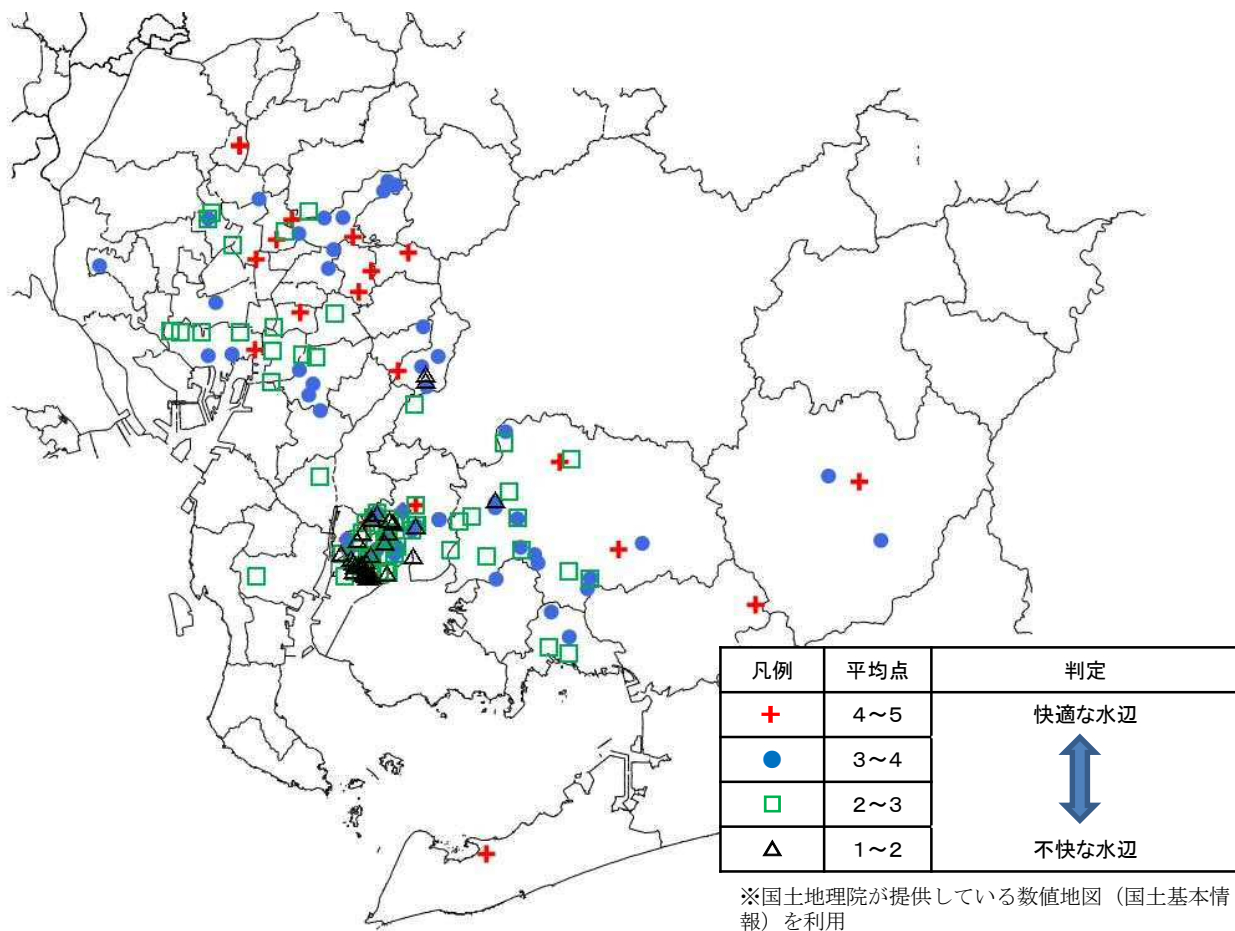 凡例 平均点 判定
4～5 快適な水辺
3～4
2～3
1～2 不快な水辺
※国土地理院が提供している数値地図（国土基本情
報）を利用